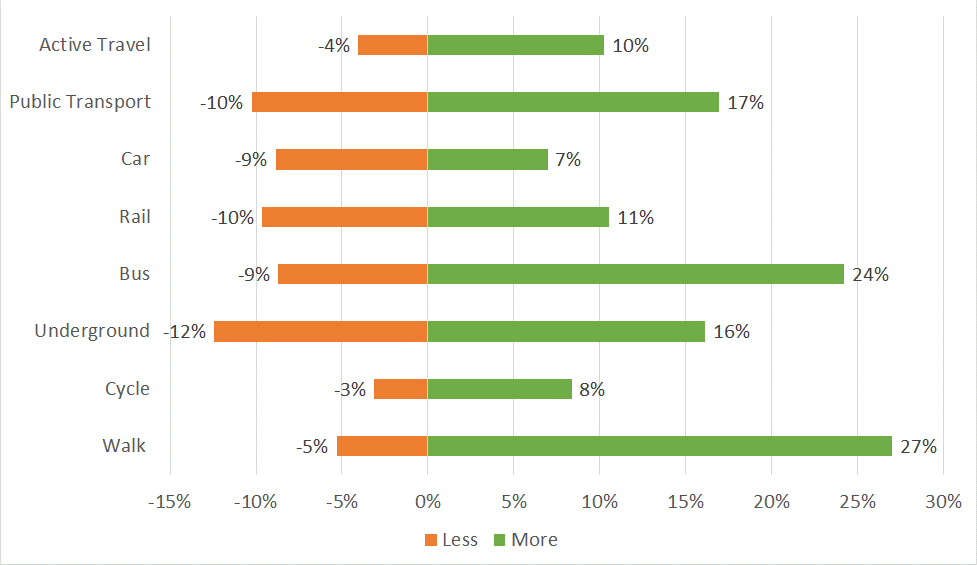 Active Travel -4% 10%
Public Transport -10% 17%
Car -9% 7%
Rail -10% 11%
Bus -9% 24%
Underground -12% 16%
Cycle -3% 8%
Walk -5% 27%
-15% -10% -5% 0% 5% 10% 15% 20% 25% 30%
Less More